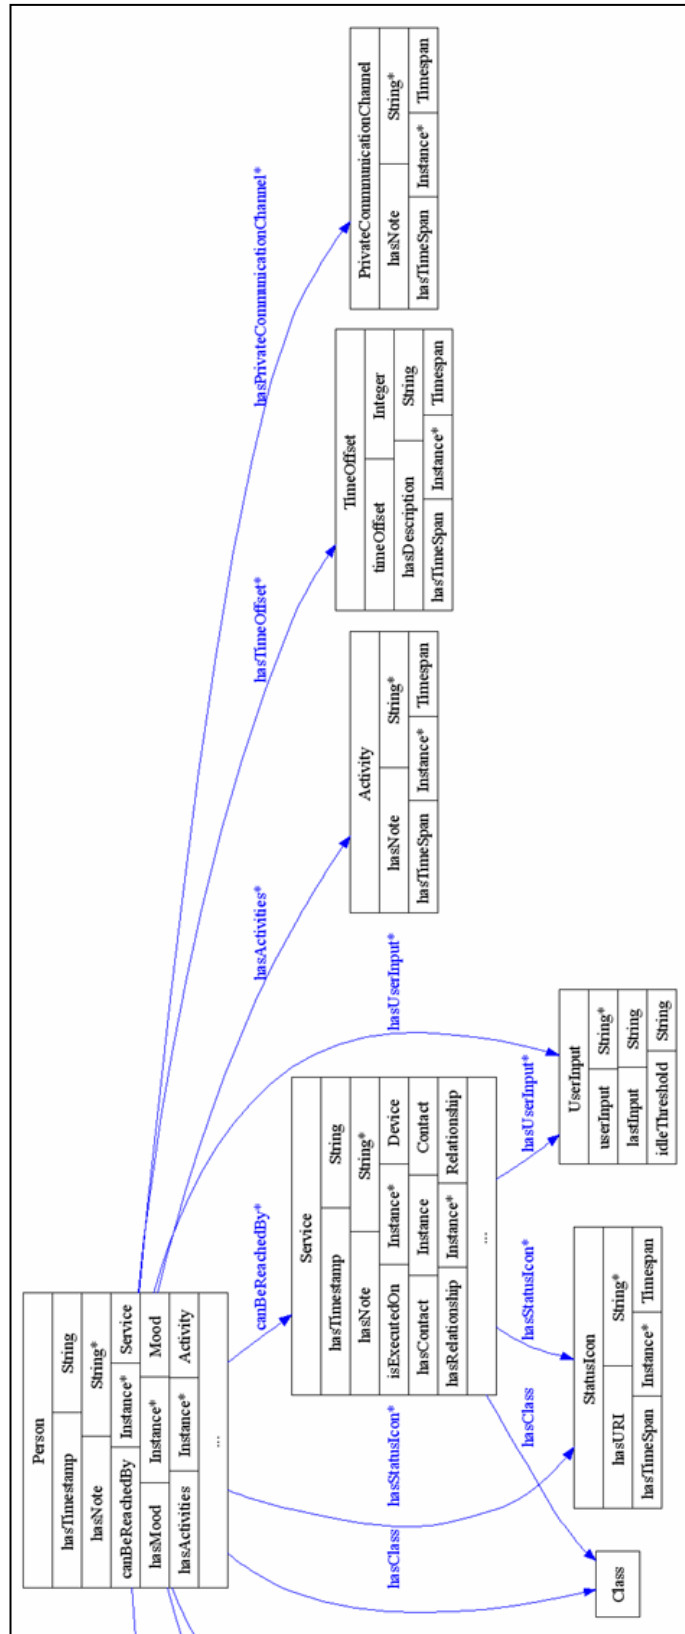 Person
hasTimestamp String
hasNote String*
canBeReachedBy Instance* Service
hasMood Instance* Mood
hasActivities Instance* Activity
...
hasClass
hasStatusIcon*
canBeReachedBy*
hasUserInput*
hasActivities*
hasTimeOffset*
hasPrivateCommunicationChannel*
Service
hasTimestamp String
hasNote String*
isExecutedOn Instance* Device
hasContact Instance Contact
hasRelationship Instance* Relationship
...
hasClass
hasStatusIcon*
hasUserInput*
Activity
hasNote String*
hasTimeSpan Instance* Timespan
TimeOffset
timeOffset Integer
hasDescription String
hasTimeSpan Instance* Timespan
PrivateCommunicationChannel
hasNote String*
hasTimeSpan Instance* Timespan
Class
StatusIcon
hasURI String*
hasTimeSpan Instance* Timespan
UserInput
userInput String*
lastInput String
idleThreshold String